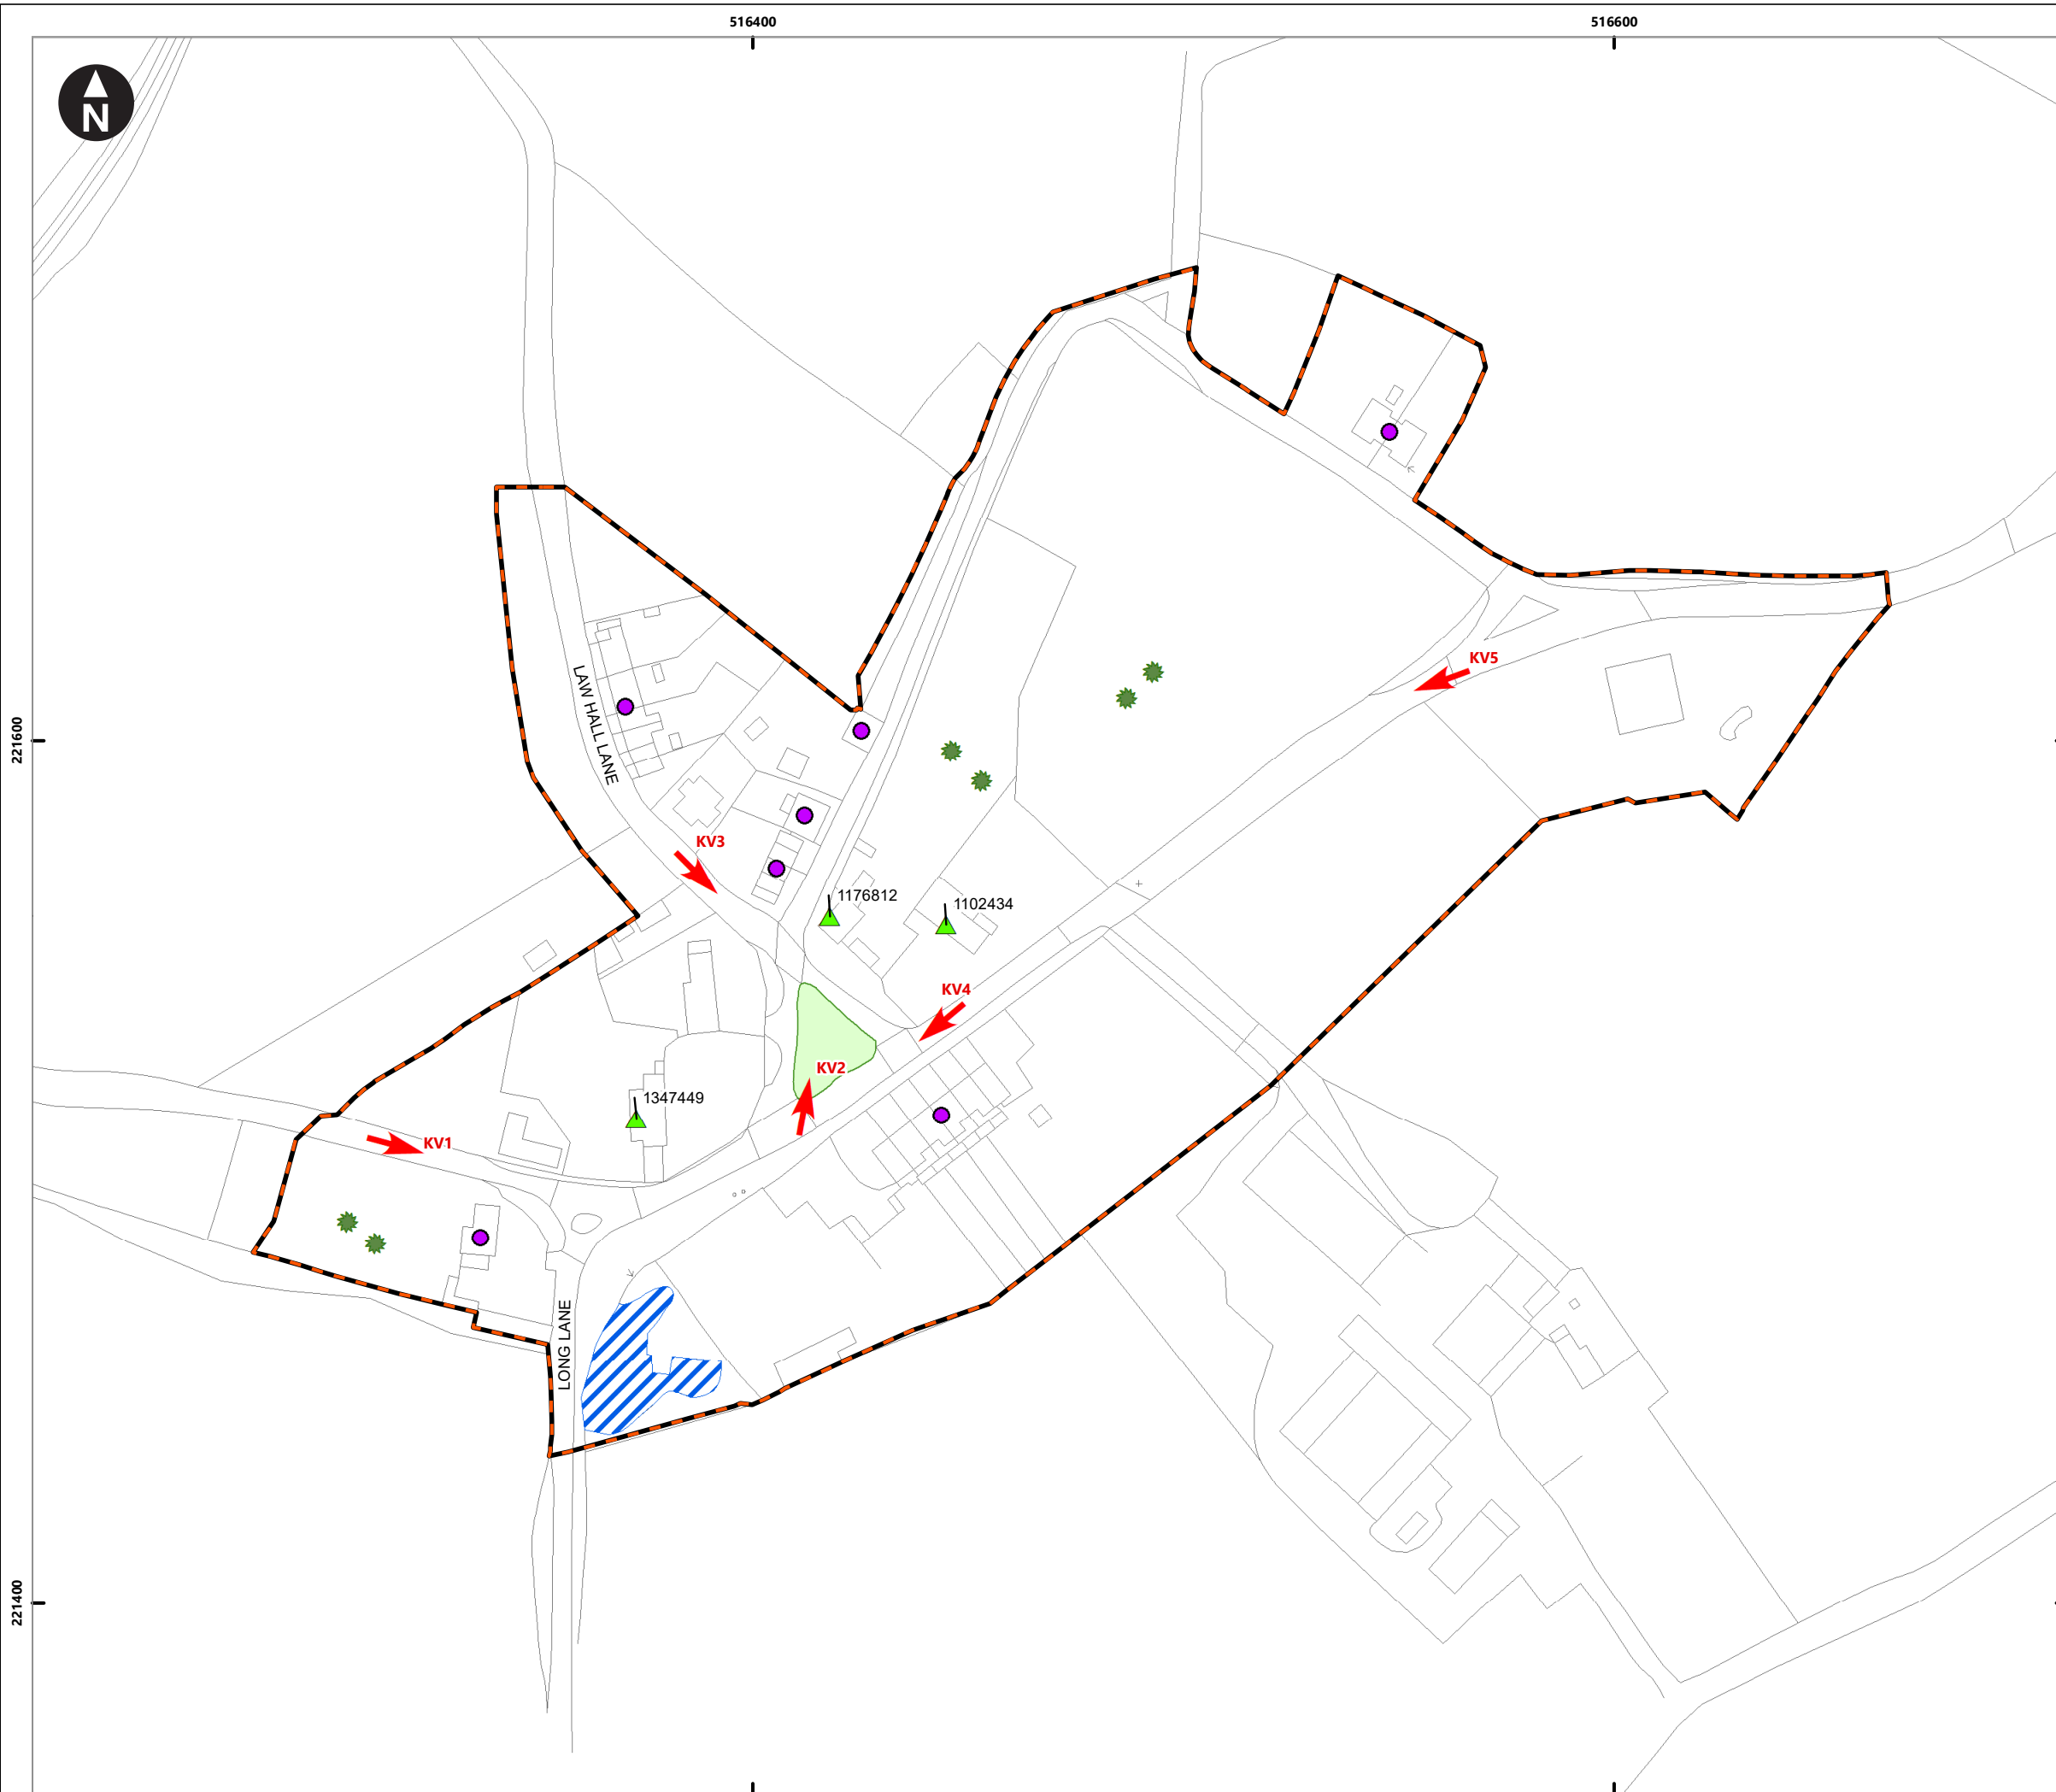 516400
516600
N
KV5
221600
LAW HALL LANE
KV3
1176812
1102434
KV4
KV2
1347449
KV1
LONG LANE
221400